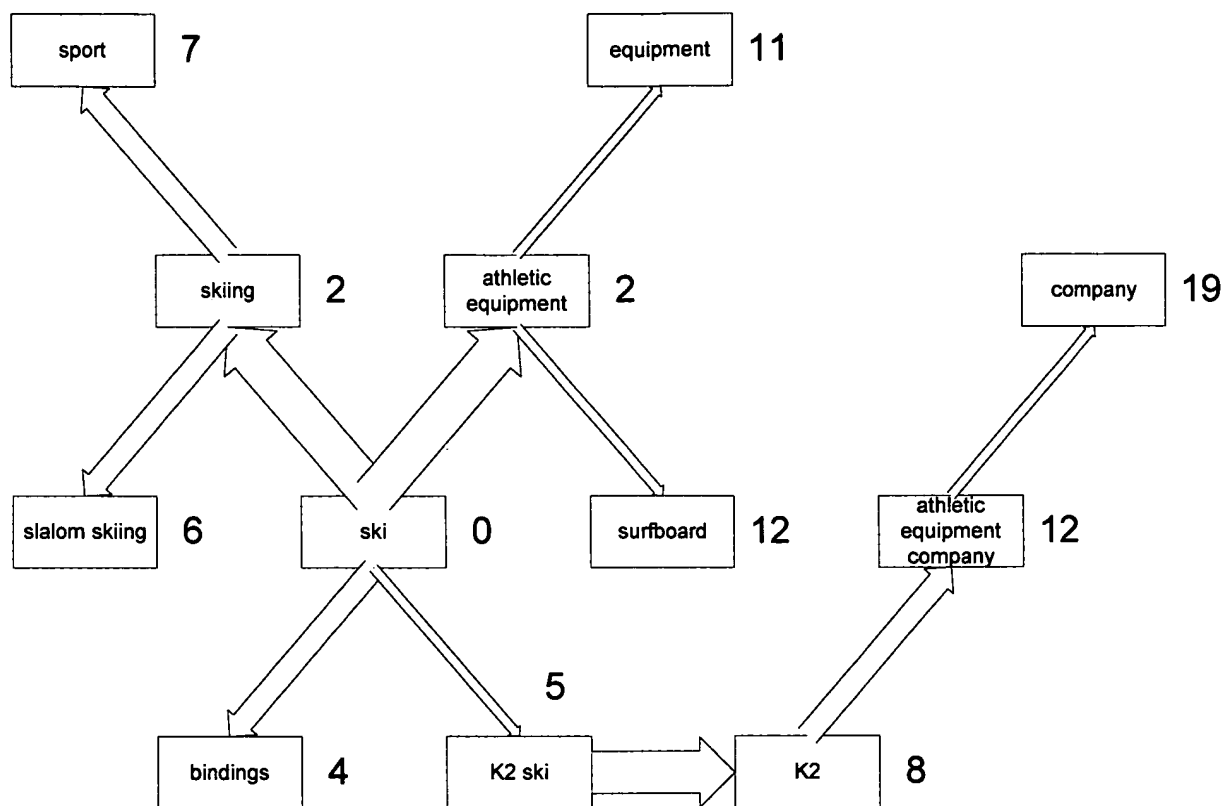 sport 7
equipment 11
skiing 2
athletic
equipment 2
company 19
slalom skiing 6
ski 0
surfboard 12
athletic
equipment
company 12
5
bindings 4
K2 ski
K2 8